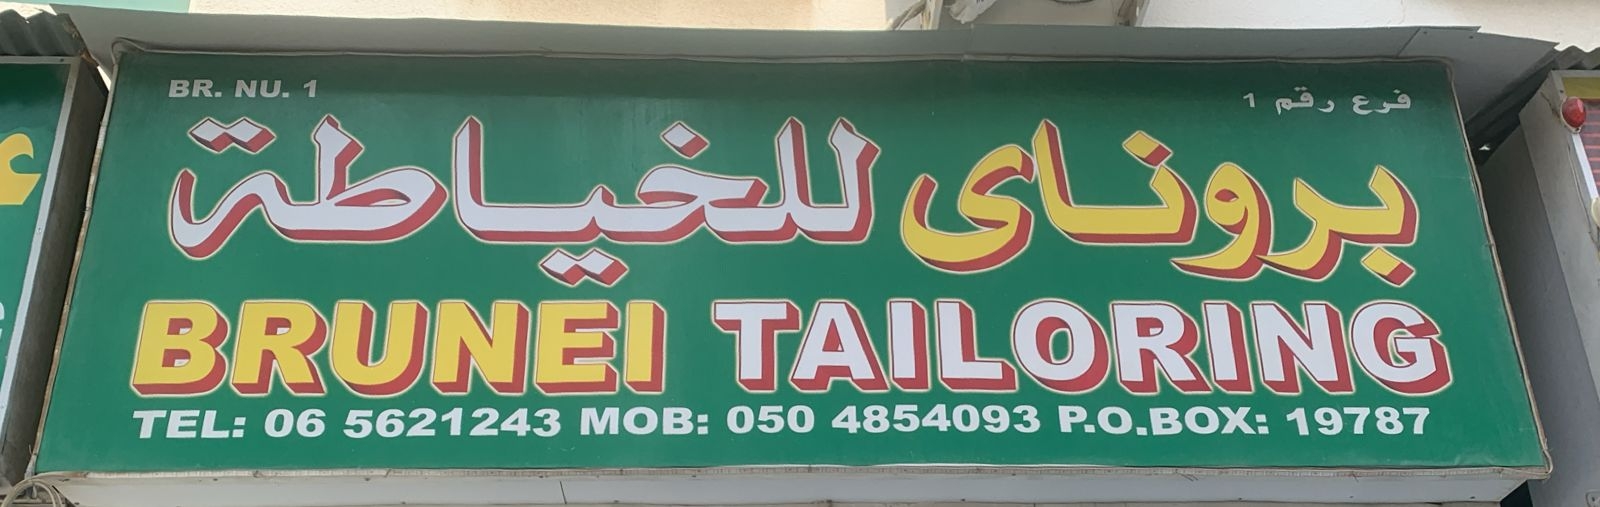 BR. NU. 1
فرع رقم 1
بروناى للخياطة
BRUNEI TAILORING
TEL: 06 5621243 MOB: 050 4854093 P.O.BOX: 19787